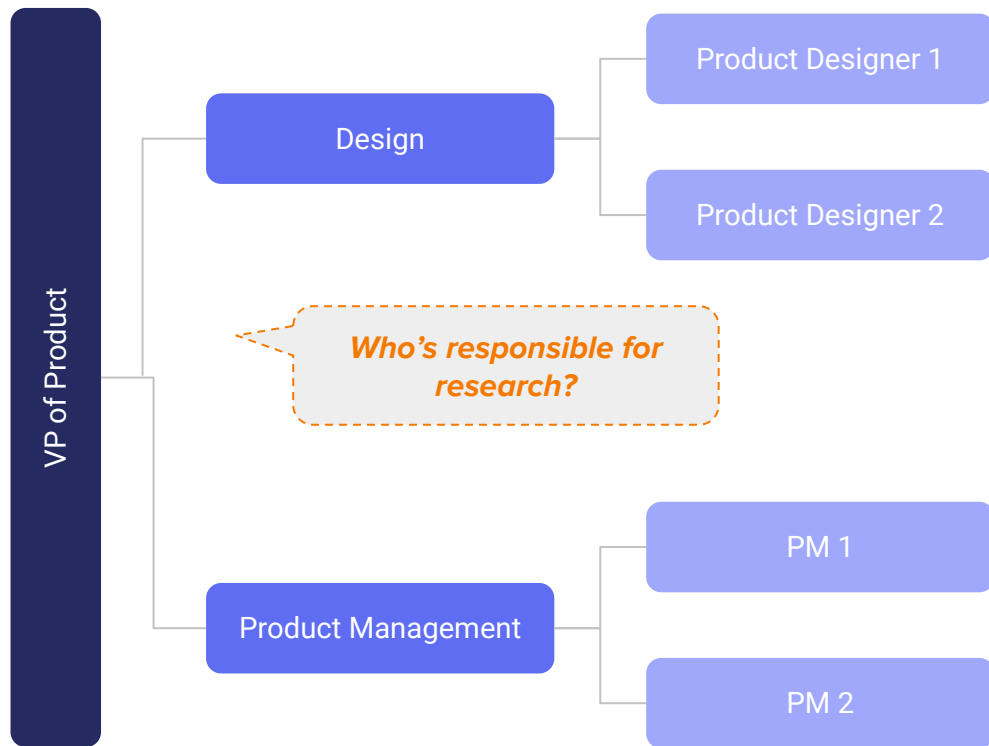 VP of Product
Design
Product Designer 1
Product Designer 2
Who’s responsible for
research?
Product Management
PM 1
PM 2